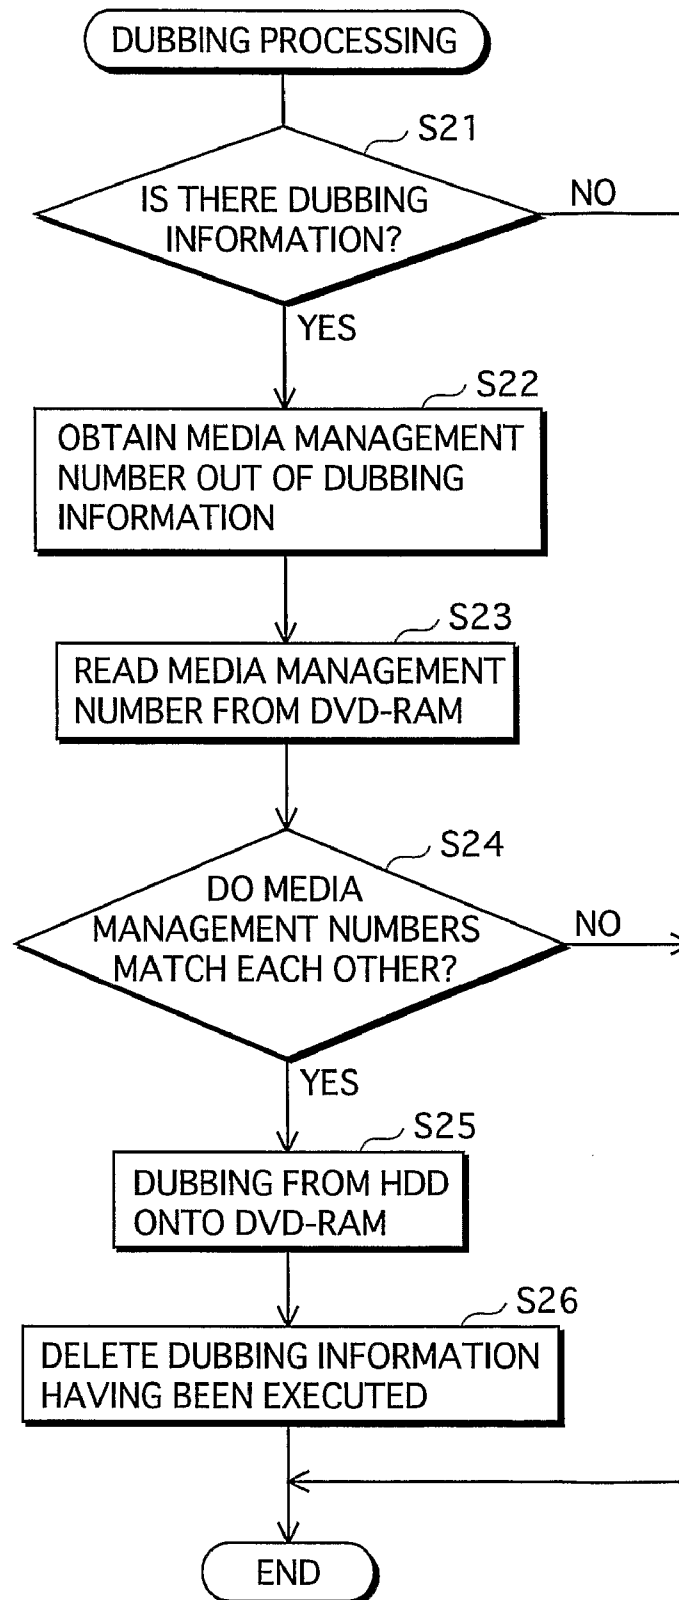 DUBBING PROCESSING
S21
IS THERE DUBBING
INFORMATION?
NO
YES
S22
OBTAIN MEDIA MANAGEMENT
NUMBER OUT OF DUBBING
INFORMATION
S23
READ MEDIA MANAGEMENT
NUMBER FROM DVD-RAM
S24
DO MEDIA
MANAGEMENT NUMBERS
MATCH EACH OTHER?
NO
YES
S25
DUBBING FROM HDD
ONTO DVD-RAM
S26
DELETE DUBBING INFORMATION
HAVING BEEN EXECUTED
END